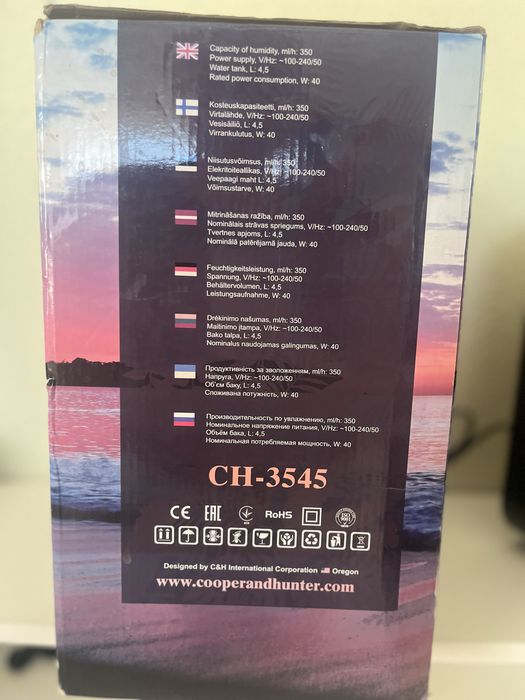 Capacity of humidity, ml/h: 350
Power supply, V/Hz: ~100-240/50
Water tank, L: 4,5
Rated power consumption, W: 40
Kosteuskapasiteetti, ml/h: 350
Virtalähde, V/Hz: ~100-240/50
Vesisäiliö, L: 4,5
Virrankulutus, W: 40
Niisutusvõimsus, ml/h: 350
Elekritoiteallikas, V/Hz: ~100-240/50
Veepaagi maht L: 4,5
Võimsustarve, W: 40
Mitrināšanas ražība, ml/h: 350
Nominālais strāvas spriegums, V/Hz: ~100-240/50
Tvertnes apjoms, L: 4,5
Nominālā patērējamā jauda, W: 40
Feuchtigkeitsleistung, ml/h: 350
Spannung, V/Hz: ~100-240/50
Behältervolumen, L: 4,5
Leistungsaufnahme, W: 40
Drėkinimo našumas, ml/h: 350
Maitinimo įtampa, V/Hz: ~100-240/50
Bako talpa, L: 4,5
Nominalus naudojamas galingumas, W: 40
Продуктивність за зволоженням, ml/h: 350
Напруга, V/Hz: ~100-240/50
Об'єм баку, L: 4,5
Споживана потужність, W: 40
Производительность по увлажнению, ml/h: 350
Номинальное напряжение питания, V/Hz: ~100-240/50
Объём бака, L: 4,5
Номинальная потребляемая мощность, W: 40
CH-3545
CE EAC RoHS ISO 9001
Designed by C&H International Corporation Oregon
www.cooperandhunter.com